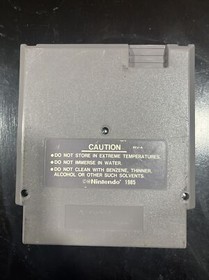 CAUTION
• DO NOT STORE IN EXTREME TEMPERATURES.
• DO NOT IMMERSE IN WATER.
• DO NOT CLEAN WITH BENZENE, THINNER,
ALCOHOL OR OTHER SUCH SOLVENTS.
Nintendo 1985